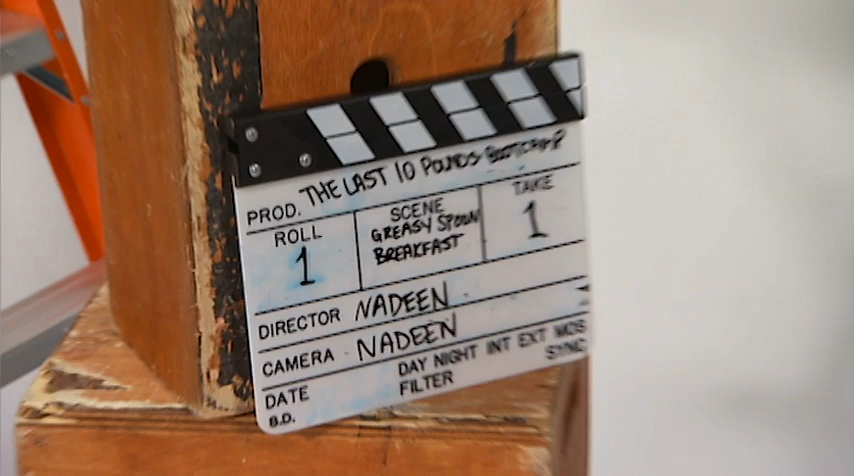 PROD. THE LAST 10 POUNDS BOOTCAMP
ROLL SCENE TAKE
1 GREASY SPOON BREAKFAST 1
DIRECTOR NADEEN
CAMERA NADEEN
DATE DAY NIGHT INT EXT MOS
B.D. FILTER SYNC